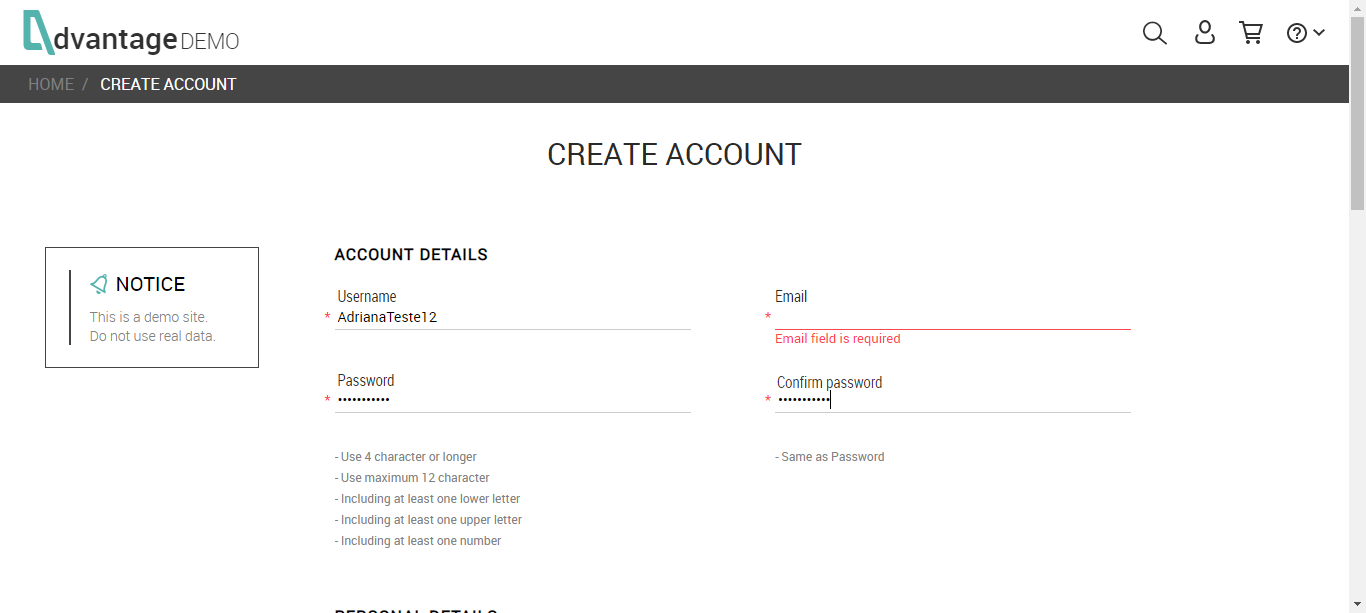 dvantage DEMO
HOME / CREATE ACCOUNT
CREATE ACCOUNT
NOTICE
This is a demo site.
Do not use real data.
ACCOUNT DETAILS
Username
* AdrianaTeste12
Email
*
Email field is required
Password
* •••••••••••
Confirm password
* •••••••••••
- Use 4 character or longer
- Use maximum 12 character
- Including at least one lower letter
- Including at least one upper letter
- Including at least one number
- Same as Password
PERSONAL DETAILS